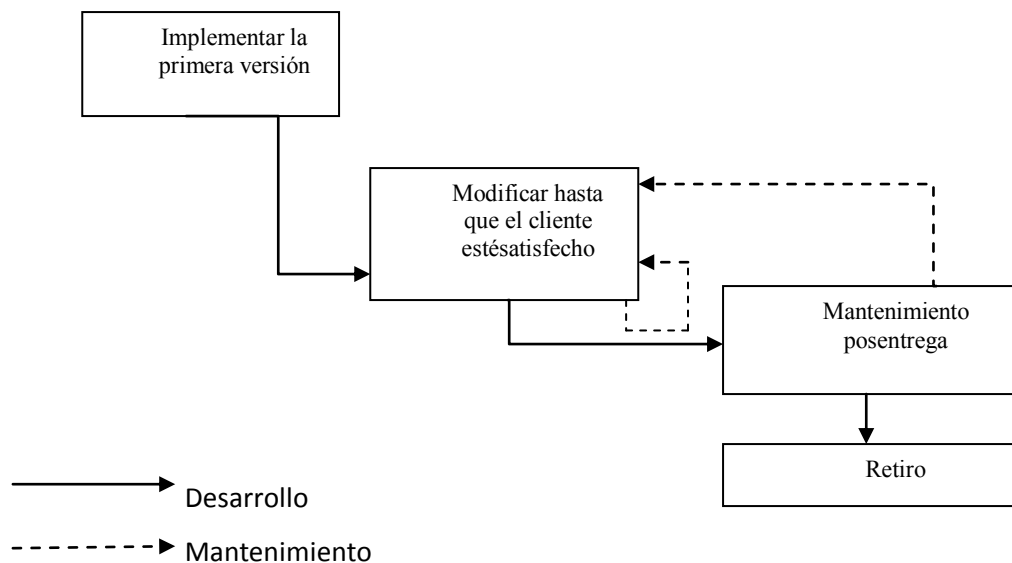 Implementar la
primera versión
Modificar hasta
que el cliente
estésatisfecho
Mantenimiento
posentrega
Retiro
Desarrollo
Mantenimiento